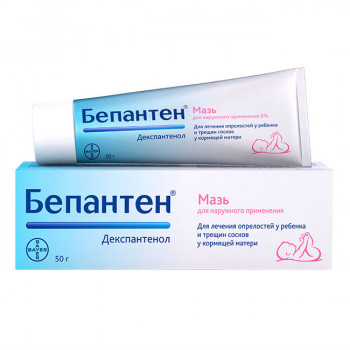 Бепантен®
Декспантенол
50 г
Мазь
для наружного применения 5%
Для лечения опрелостей у ребенка
и трещин сосков
у кормящей матери
Бепантен®
Декспантенол
BAYER
50 г
Мазь
для наружного применения
Для лечения опрелостей у ребенка
и трещин сосков
у кормящей матери